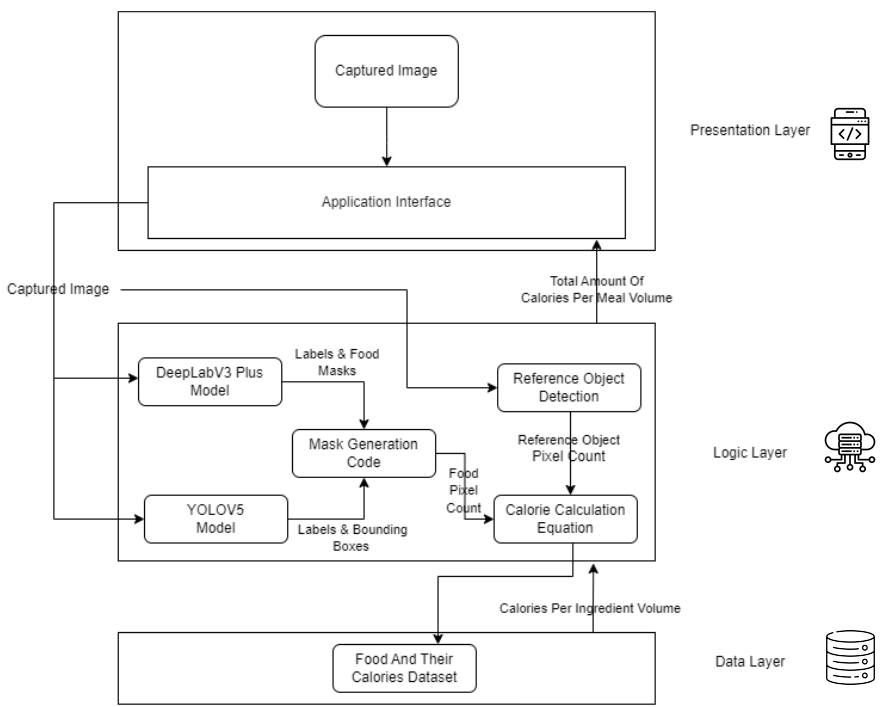 Captured Image
Presentation Layer
Application Interface
Captured Image
Total Amount Of
Calories Per Meal Volume
Labels & Food
Masks
DeepLabV3 Plus
Model
Reference Object
Detection
Mask Generation
Code
Reference Object
Pixel Count
Logic Layer
Food
Pixel
Count
YOLOV5
Model
Labels & Bounding
Boxes
Calorie Calculation
Equation
Calories Per Ingredient Volume
Food And Their
Calories Dataset
Data Layer